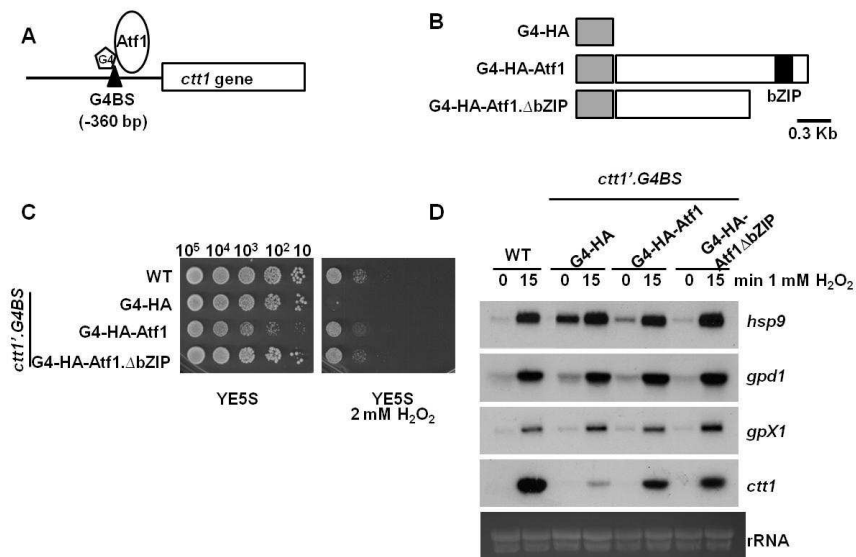 A
G4
Atf1
ctt1 gene
G4BS
(-360 bp)
B
G4-HA
G4-HA-Atf1
bZIP
G4-HA-Atf1.ΔbZIP
0.3 Kb
C
10⁵ 10⁴ 10³ 10² 10
ctt1'.G4BS
WT
G4-HA
G4-HA-Atf1
G4-HA-Atf1.ΔbZIP
YE5S
YE5S
2 mM H₂O₂
D
ctt1'.G4BS
WT
G4-HA
G4-HA-Atf1
G4-HA-
Atf1ΔbZIP
0 15 0 15 0 15 0 15 min 1 mM H₂O₂
hsp9
gpd1
gpX1
ctt1
rRNA